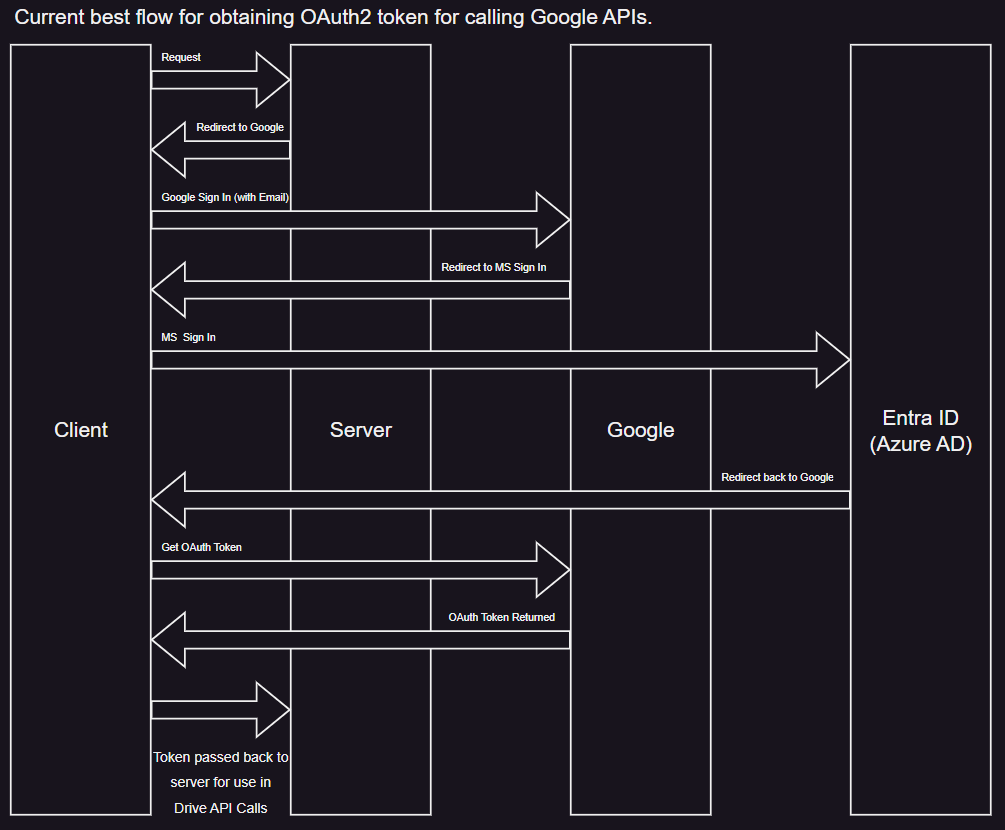 Current best flow for obtaining OAuth2 token for calling Google APIs.
Request
Redirect to Google
Google Sign In (with Email)
Redirect to MS Sign In
MS  Sign In
Client
Server
Google
Entra ID
(Azure AD)
Redirect back to Google
Get OAuth Token
OAuth Token Returned
Token passed back to
server for use in
Drive API Calls